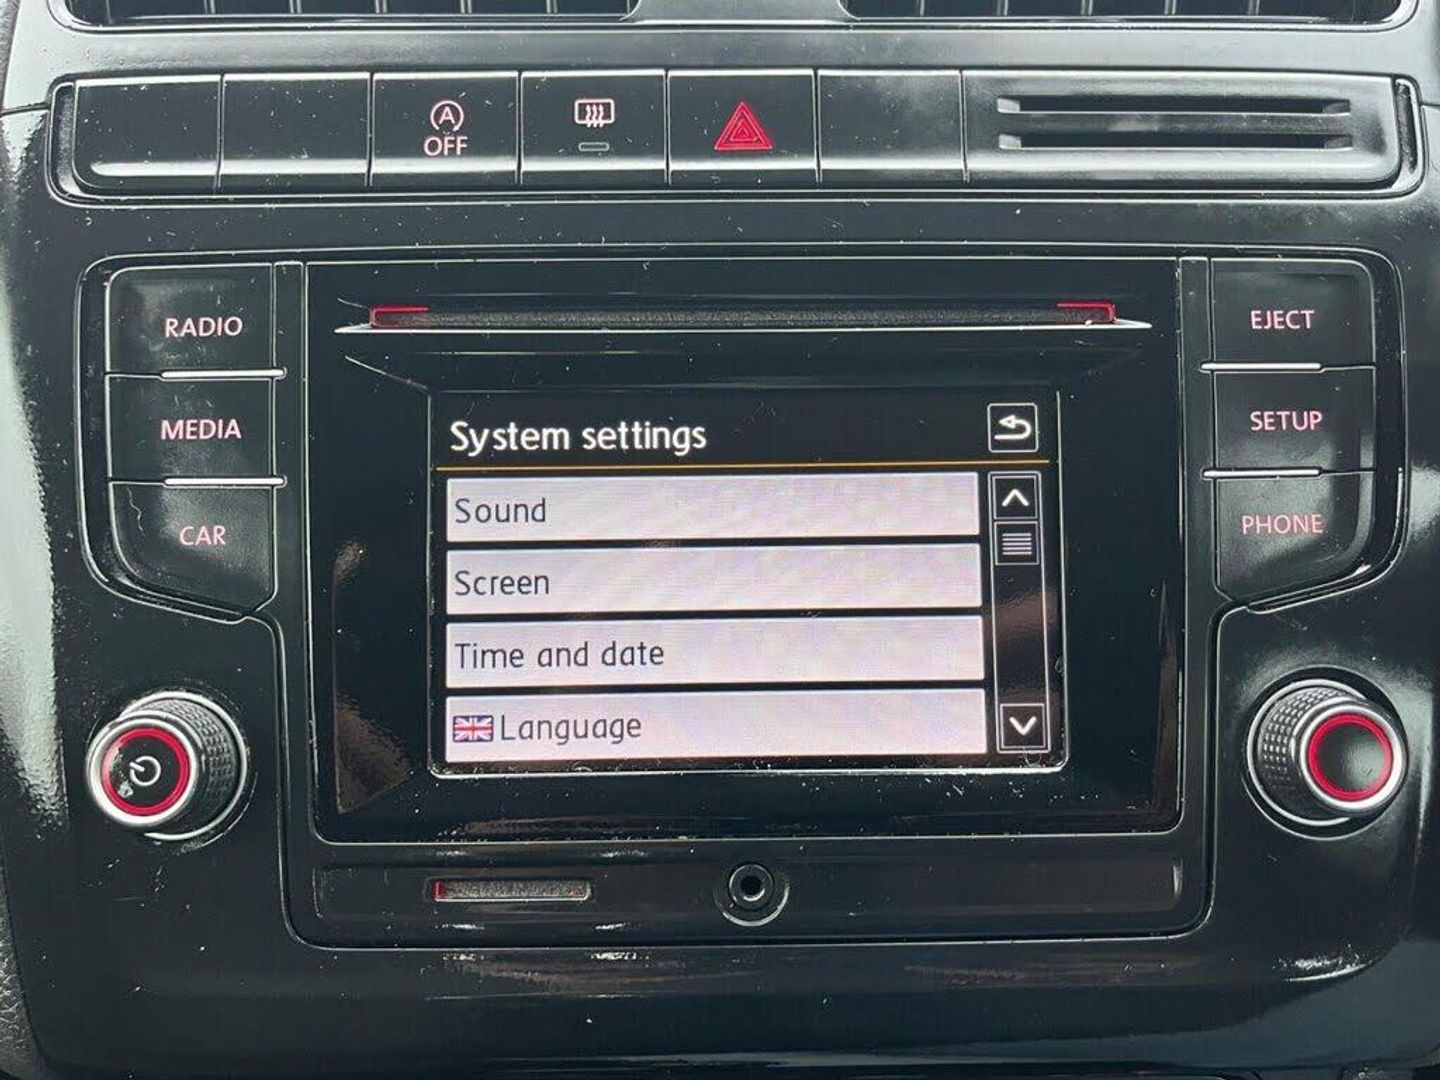 A
OFF
RADIO
EJECT
MEDIA
SETUP
CAR
PHONE
System settings
Sound
Screen
Time and date
Language